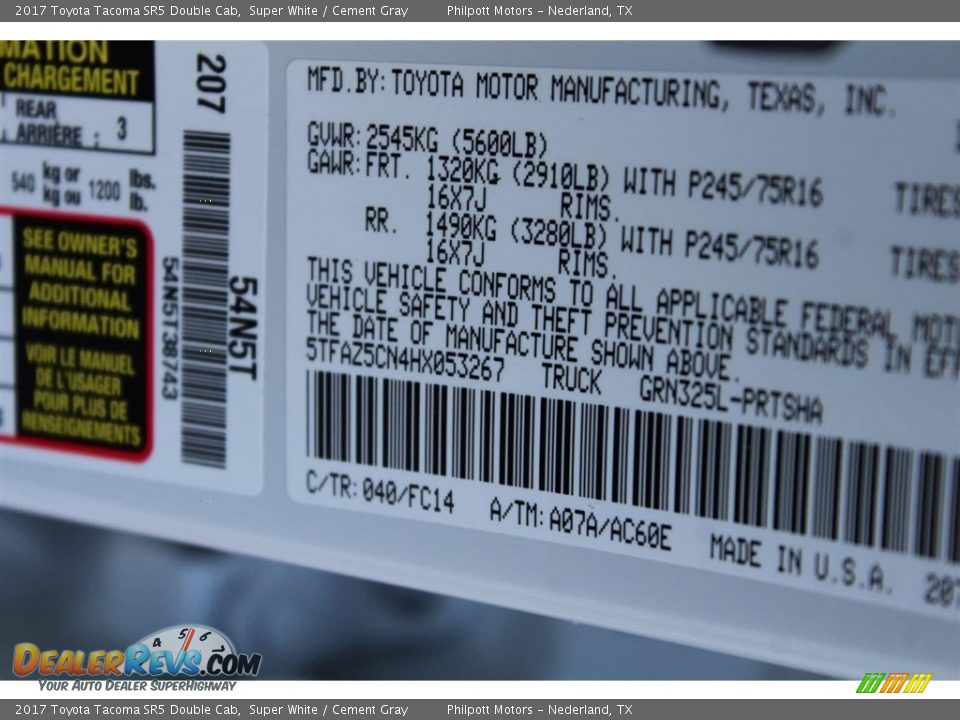 2017 Toyota Tacoma SR5 Double Cab, Super White / Cement Gray Philpott Motors – Nederland, TX
MATION
CHARGEMENT
REAR
ARRIÈRE : 3
540 kg or 1200 lbs.
kg ou lb.
SEE OWNER'S
MANUAL FOR
ADDITIONAL
INFORMATION
VOIR LE MANUEL
DE L'USAGER
POUR PLUS DE
RENSEIGNEMENTS
207
54N5T38743
54N5T
MFD.BY:TOYOTA MOTOR MANUFACTURING, TEXAS, INC.
GVWR:2545KG (5600LB)
GAWR:FRT. 1320KG (2910LB) WITH P245/75R16 TIRES
16X7J RIMS.
RR. 1490KG (3280LB) WITH P245/75R16 TIRES
16X7J RIMS.
THIS VEHICLE CONFORMS TO ALL APPLICABLE FEDERAL MOT
VEHICLE SAFETY AND THEFT PREVENTION STANDARDS IN EFF
THE DATE OF MANUFACTURE SHOWN ABOVE.
5TFAZ5CN4HX053267 TRUCK GRN325L-PRTSHA
C/TR:040/FC14 A/TM:A07A/AC60E MADE IN U.S.A. 207
4 5 6
DEALERREVS.COM
YOUR AUTO DEALER SUPERHIGHWAY
2017 Toyota Tacoma SR5 Double Cab, Super White / Cement Gray Philpott Motors – Nederland, TX